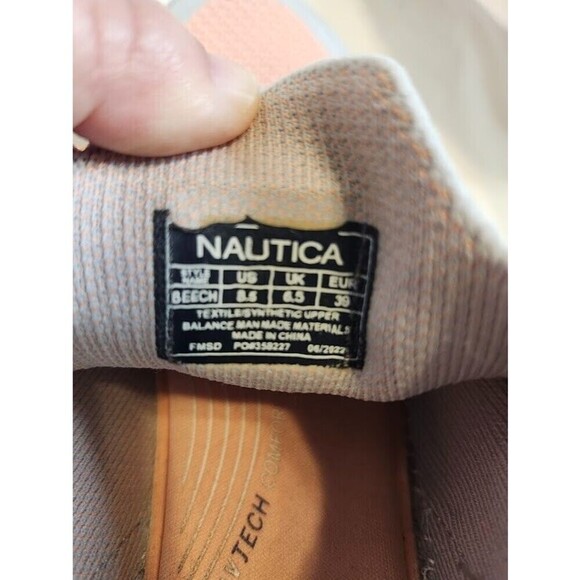 NAUTICA
STYLE NAME US UK EUR
BEECH 8.5 6.5 39
TEXTILE/SYNTHETIC UPPER
BALANCE MAN MADE MATERIALS
MADE IN CHINA
FMSD PO#358227 06/2022
TECH